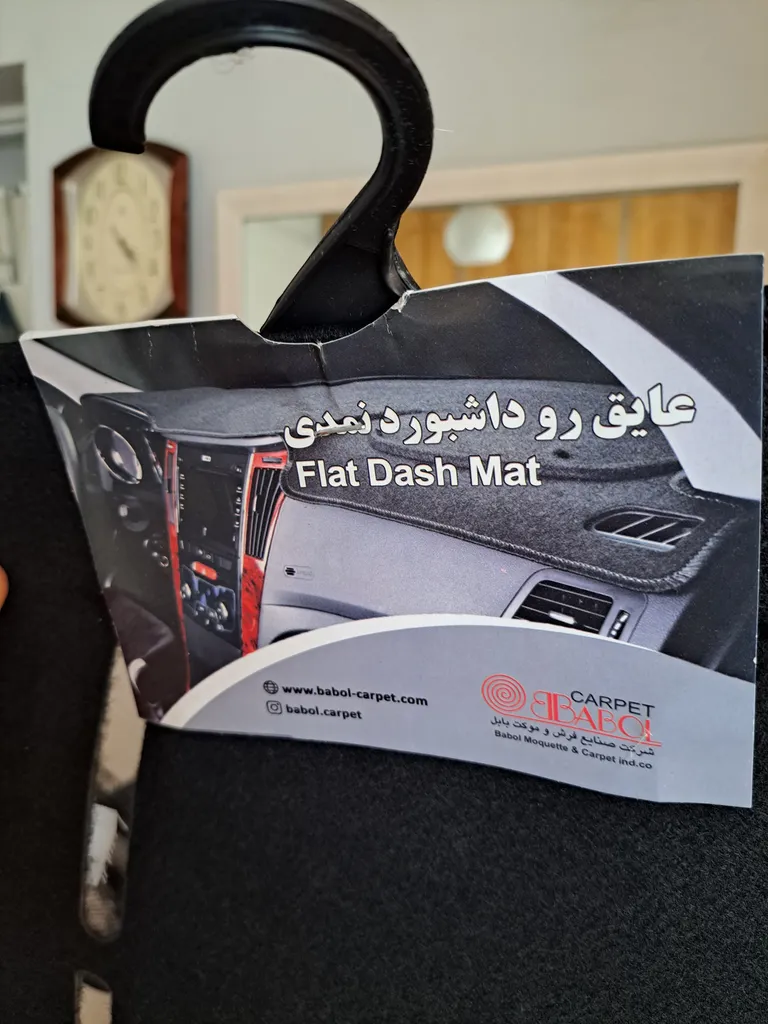 عایق رو داشبورد نمدی
Flat Dash Mat
www.babol-carpet.com
babol.carpet
CARPET
BABOL
شرکت صنایع فرش و موکت بابل
Babol Moquette & Carpet ind.co